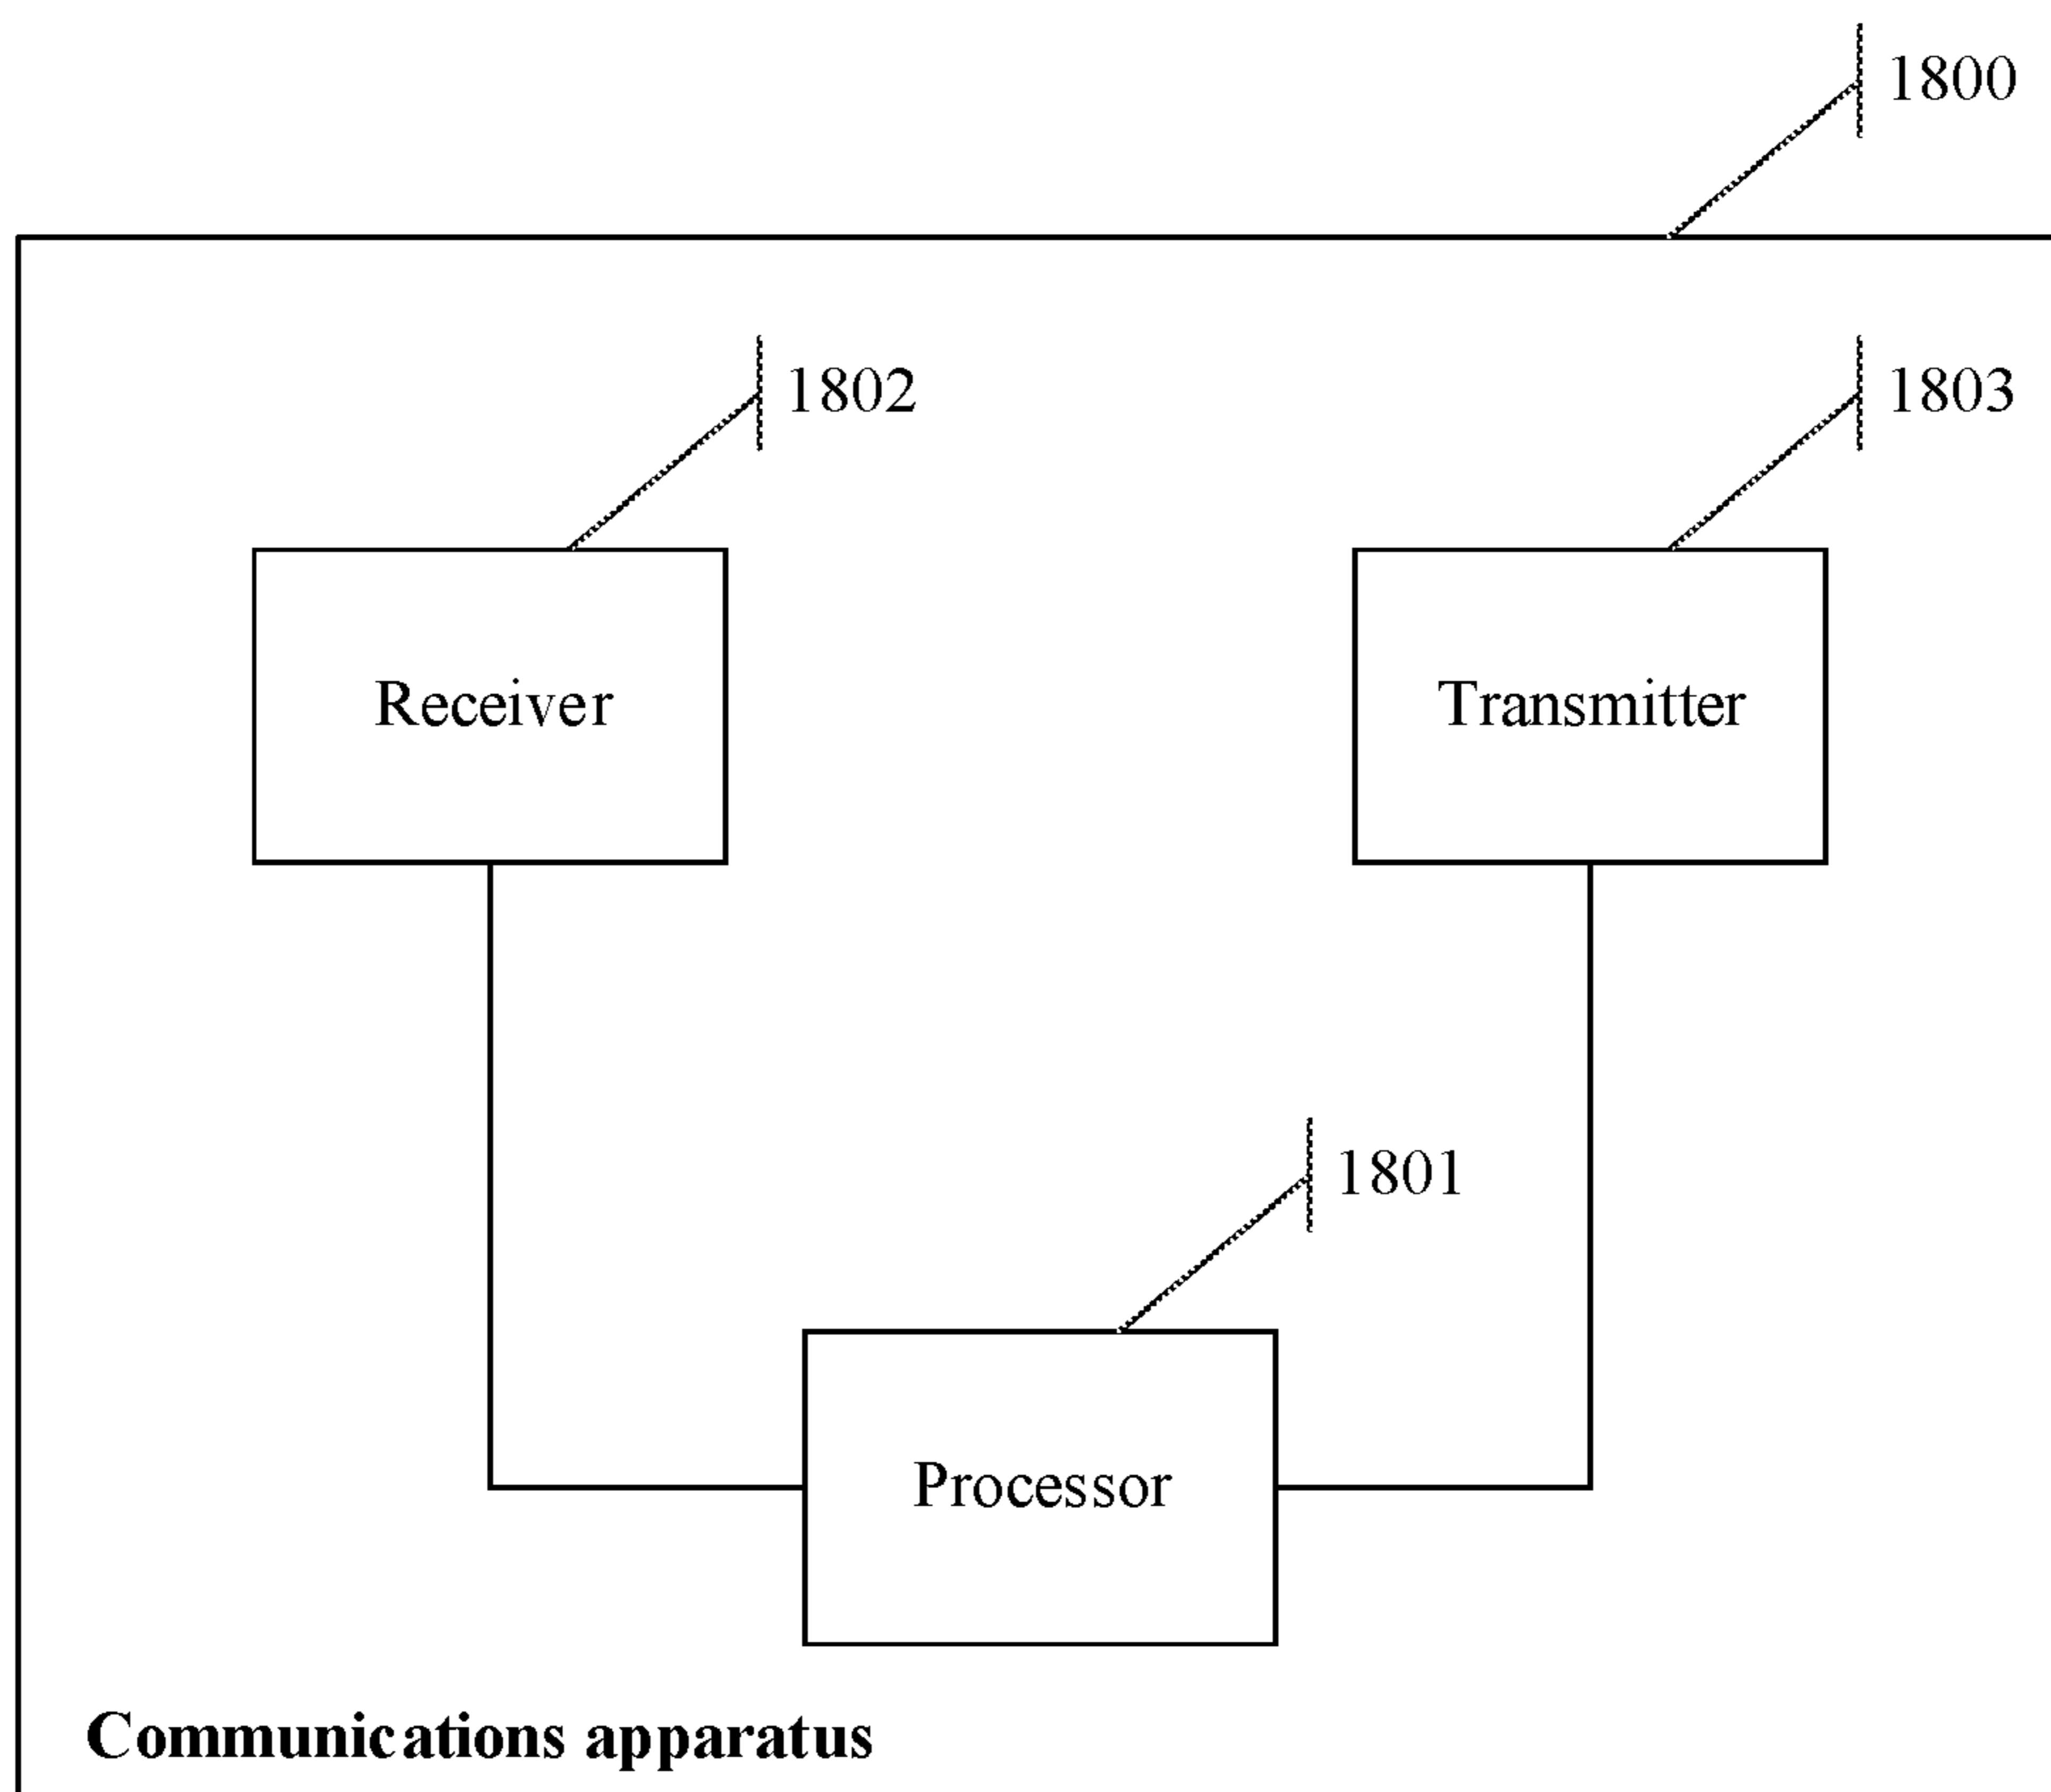 1800
1802
1803
Receiver
Transmitter
1801
Processor
Communications apparatus